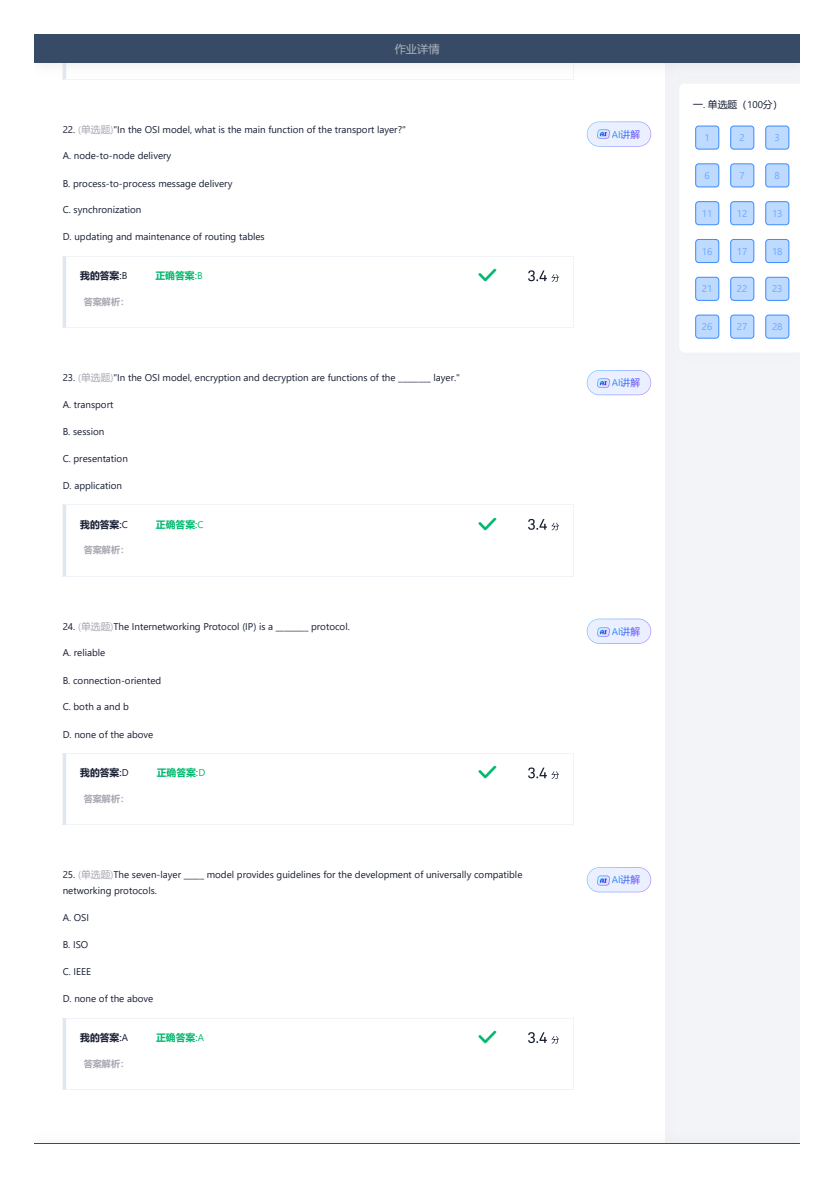 作业详情
一. 单选题（100分）
1 2 3
6 7 8
11 12 13
16 17 18
21 22 23
26 27 28
22. (单选题)"In the OSI model, what is the main function of the transport layer?"
AI讲解
A. node-to-node delivery
B. process-to-process message delivery
C. synchronization
D. updating and maintenance of routing tables
我的答案:B 正确答案:B 3.4 分
答案解析：
23. (单选题)"In the OSI model, encryption and decryption are functions of the _______ layer."
AI讲解
A. transport
B. session
C. presentation
D. application
我的答案:C 正确答案:C 3.4 分
答案解析：
24. (单选题)The Internetworking Protocol (IP) is a _______ protocol.
AI讲解
A. reliable
B. connection-oriented
C. both a and b
D. none of the above
我的答案:D 正确答案:D 3.4 分
答案解析：
25. (单选题)The seven-layer ____ model provides guidelines for the development of universally compatible
networking protocols.
AI讲解
A. OSI
B. ISO
C. IEEE
D. none of the above
我的答案:A 正确答案:A 3.4 分
答案解析：